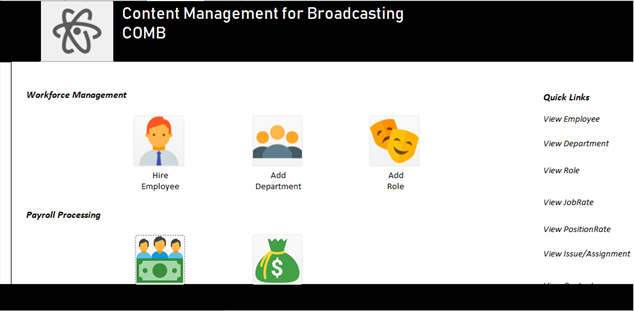 Content Management for Broadcasting
COMB
Workforce Management
Hire
Employee
Add
Department
Add
Role
Payroll Processing
$
Quick Links
View Employee
View Department
View Role
View JobRate
View PositionRate
View Issue/Assignment